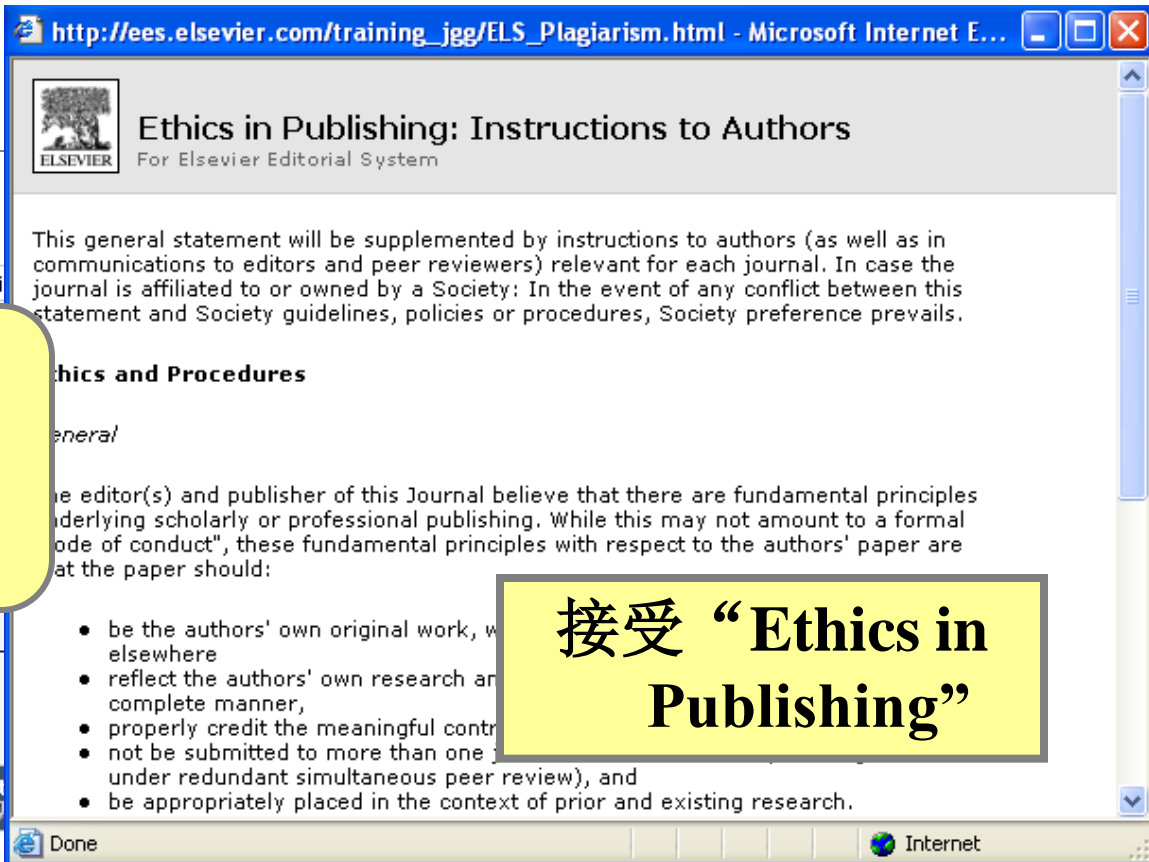 http://ees.elsevier.com/training_jgg/ELS_Plagiarism.html - Microsoft Internet E...
ELSEVIER
Ethics in Publishing: Instructions to Authors
For Elsevier Editorial System
This general statement will be supplemented by instructions to authors (as well as in
communications to editors and peer reviewers) relevant for each journal. In case the
journal is affiliated to or owned by a Society: In the event of any conflict between this
statement and Society guidelines, policies or procedures, Society preference prevails.
and Procedures
editor(s) and publisher of this Journal believe that there are fundamental principles
scholarly or professional publishing. While this may not amount to a formal
of conduct", these fundamental principles with respect to the authors' paper are
the paper should:
● be the authors' own original work,
elsewhere
● reflect the authors' own research
complete manner,
● properly credit the meaningful
● not be submitted to more than one
under redundant simultaneous peer review), and
● be appropriately placed in the context of prior and existing research.
接受“Ethics in
Publishing”
Done
Internet